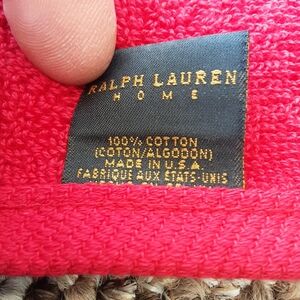 RALPH LAUREN
HOME
100% COTTON
(COTON/ALGODON)
MADE IN U.S.A.
FABRIQUE AUX ÉTATS-UNIS